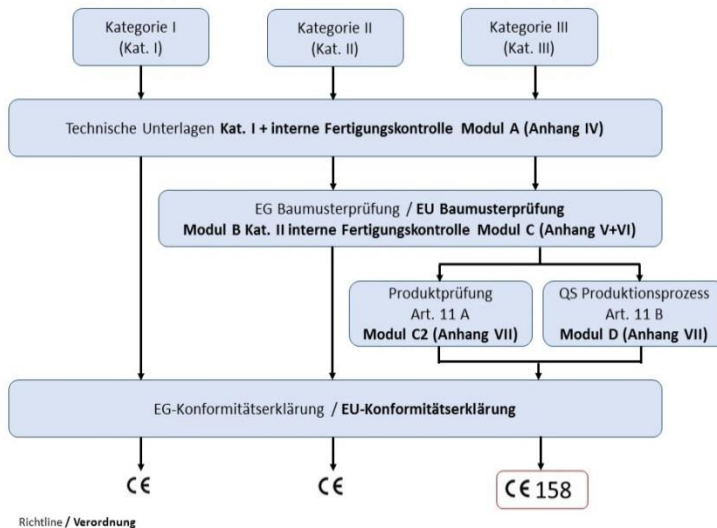 Kategorie I
(Kat. I)
Kategorie II
(Kat. II)
Kategorie III
(Kat. III)
Technische Unterlagen Kat. I + interne Fertigungskontrolle Modul A (Anhang IV)
EG Baumusterprüfung / EU Baumusterprüfung
Modul B Kat. II interne Fertigungskontrolle Modul C (Anhang V+VI)
Produktprüfung
Art. 11 A
Modul C2 (Anhang VII)
QS Produktionsprozess
Art. 11 B
Modul D (Anhang VII)
EG-Konformitätserklärung / EU-Konformitätserklärung
CE
CE
CE 158
Richtline / Verordnung